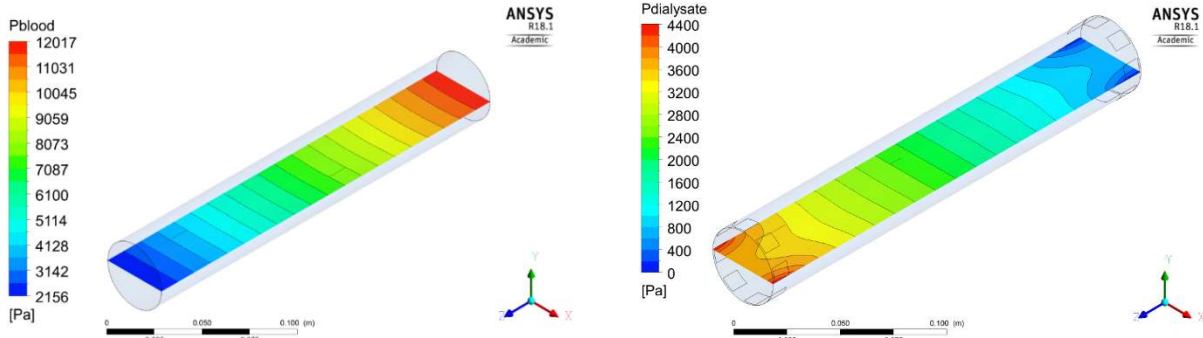 Pblood
12017
11031
10045
9059
8073
7087
6100
5114
4128
3142
2156
[Pa]
ANSYS
R18.1
Academic
0 0.050 0.100 (m)
Y
Z X
Pdialysate
4400
4000
3600
3200
2800
2400
2000
1600
1200
800
400
0
[Pa]
ANSYS
R18.1
Academic
0 0.050 0.100 (m)
Y
Z X